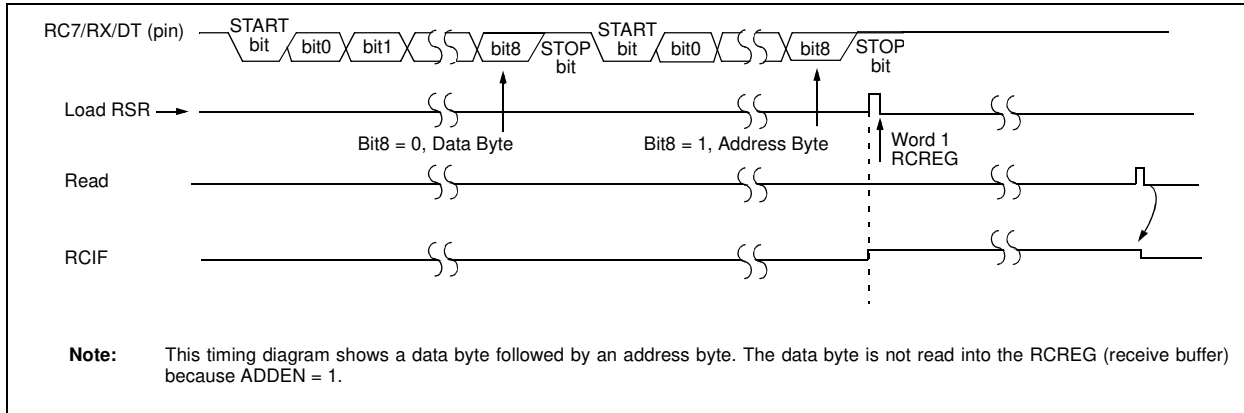 RC7/RX/DT (pin)
START
bit
bit0
bit1
bit8
STOP
bit
START
bit
bit0
bit8
STOP
bit
Load RSR
Bit8 = 0, Data Byte
Bit8 = 1, Address Byte
Word 1
RCREG
Read
RCIF
Note: This timing diagram shows a data byte followed by an address byte. The data byte is not read into the RCREG (receive buffer)
because ADDEN = 1.